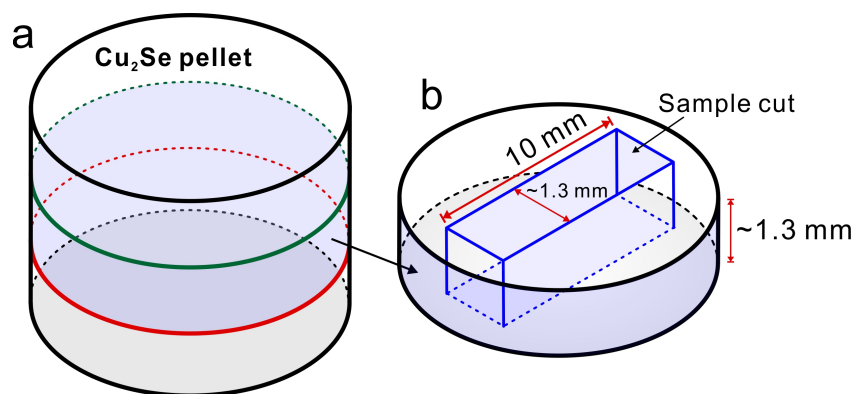 a
Cu₂Se pellet
b
Sample cut
10 mm
~1.3 mm
~1.3 mm